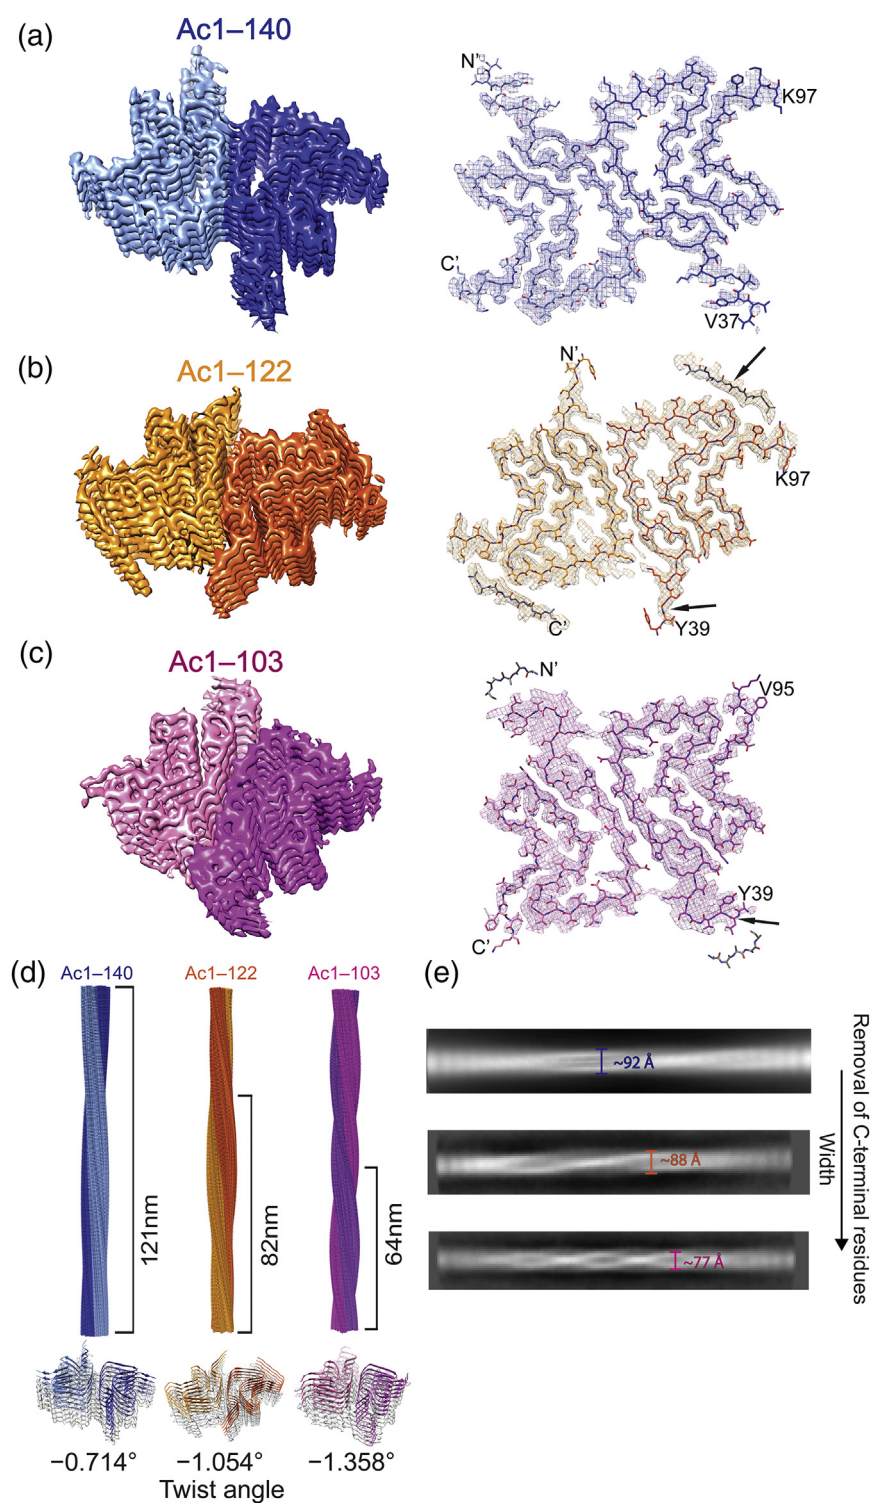 (a)
Ac1–140
N'
K97
C'
V37
(b)
Ac1–122
N'
K97
C'
Y39
(c)
Ac1–103
N'
V95
Y39
C'
(d)
Ac1–140
Ac1–122
Ac1–103
121nm
82nm
64nm
−0.714°
−1.054°
−1.358°
Twist angle
(e)
~92 Å
~88 Å
~77 Å
Removal of C-terminal residues
Width